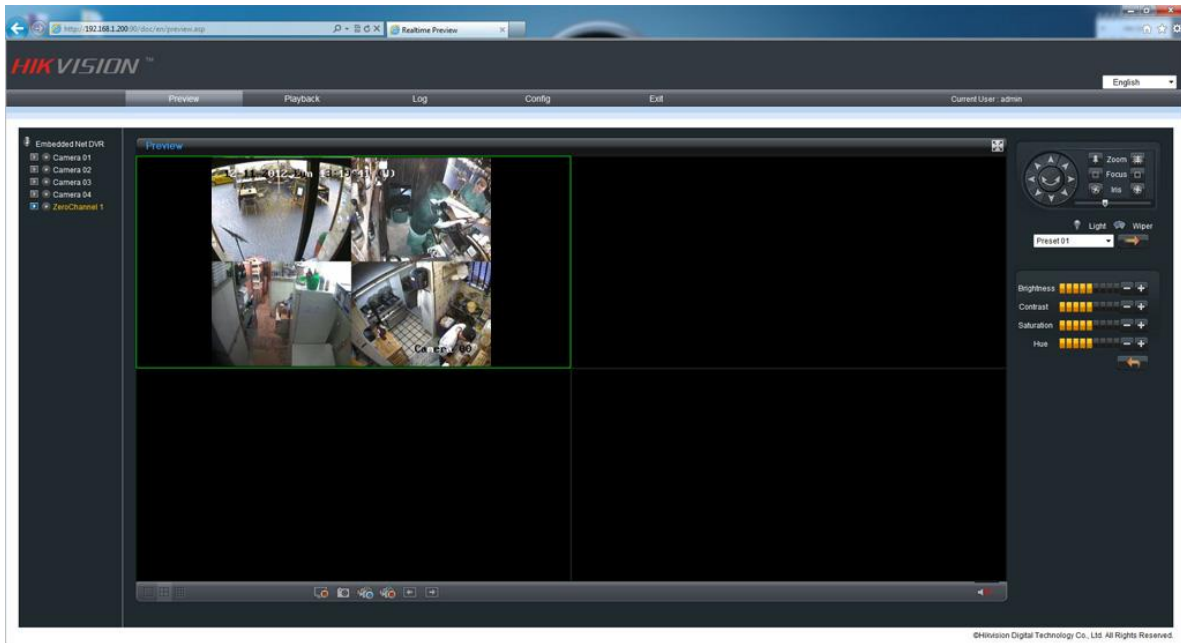 http://192.168.1.200:90/doc/en/preview.asp
Realtime Preview
HIKVISION ™
English
Preview Playback Log Config Exit Current User : admin
Embedded Net DVR
Camera 01
Camera 02
Camera 03
Camera 04
ZeroChannel 1
Preview
Zoom
Focus
Iris
Light Wiper
Preset 01
Brightness
Contrast
Saturation
Hue
©Hikvision Digital Technology Co., Ltd. All Rights Reserved.